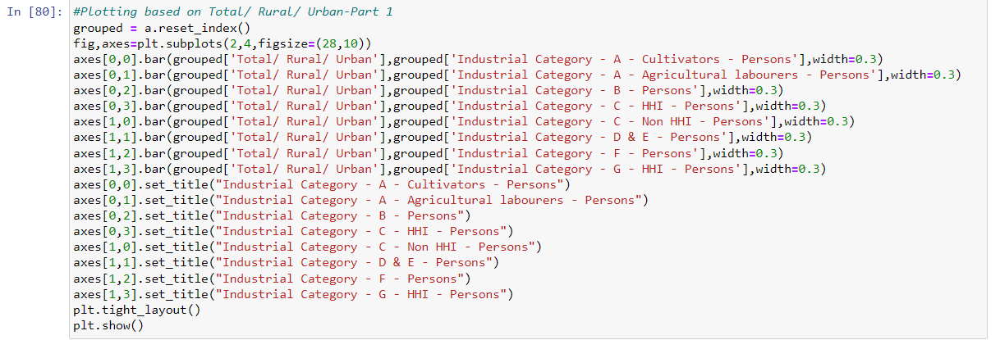 In [80]: #Plotting based on Total/ Rural/ Urban-Part 1
grouped = a.reset_index()
fig,axes=plt.subplots(2,4,figsize=(28,10))
axes[0,0].bar(grouped['Total/ Rural/ Urban'],grouped['Industrial Category - A - Cultivators - Persons'],width=0.3)
axes[0,1].bar(grouped['Total/ Rural/ Urban'],grouped['Industrial Category - A - Agricultural labourers - Persons'],width=0.3)
axes[0,2].bar(grouped['Total/ Rural/ Urban'],grouped['Industrial Category - B - Persons'],width=0.3)
axes[0,3].bar(grouped['Total/ Rural/ Urban'],grouped['Industrial Category - C - HHI - Persons'],width=0.3)
axes[1,0].bar(grouped['Total/ Rural/ Urban'],grouped['Industrial Category - C - Non HHI - Persons'],width=0.3)
axes[1,1].bar(grouped['Total/ Rural/ Urban'],grouped['Industrial Category - D & E - Persons'],width=0.3)
axes[1,2].bar(grouped['Total/ Rural/ Urban'],grouped['Industrial Category - F - Persons'],width=0.3)
axes[1,3].bar(grouped['Total/ Rural/ Urban'],grouped['Industrial Category - G - HHI - Persons'],width=0.3)
axes[0,0].set_title("Industrial Category - A - Cultivators - Persons")
axes[0,1].set_title("Industrial Category - A - Agricultural labourers - Persons")
axes[0,2].set_title("Industrial Category - B - Persons")
axes[0,3].set_title("Industrial Category - C - HHI - Persons")
axes[1,0].set_title("Industrial Category - C - Non HHI - Persons")
axes[1,1].set_title("Industrial Category - D & E - Persons")
axes[1,2].set_title("Industrial Category - F - Persons")
axes[1,3].set_title("Industrial Category - G - HHI - Persons")
plt.tight_layout()
plt.show()